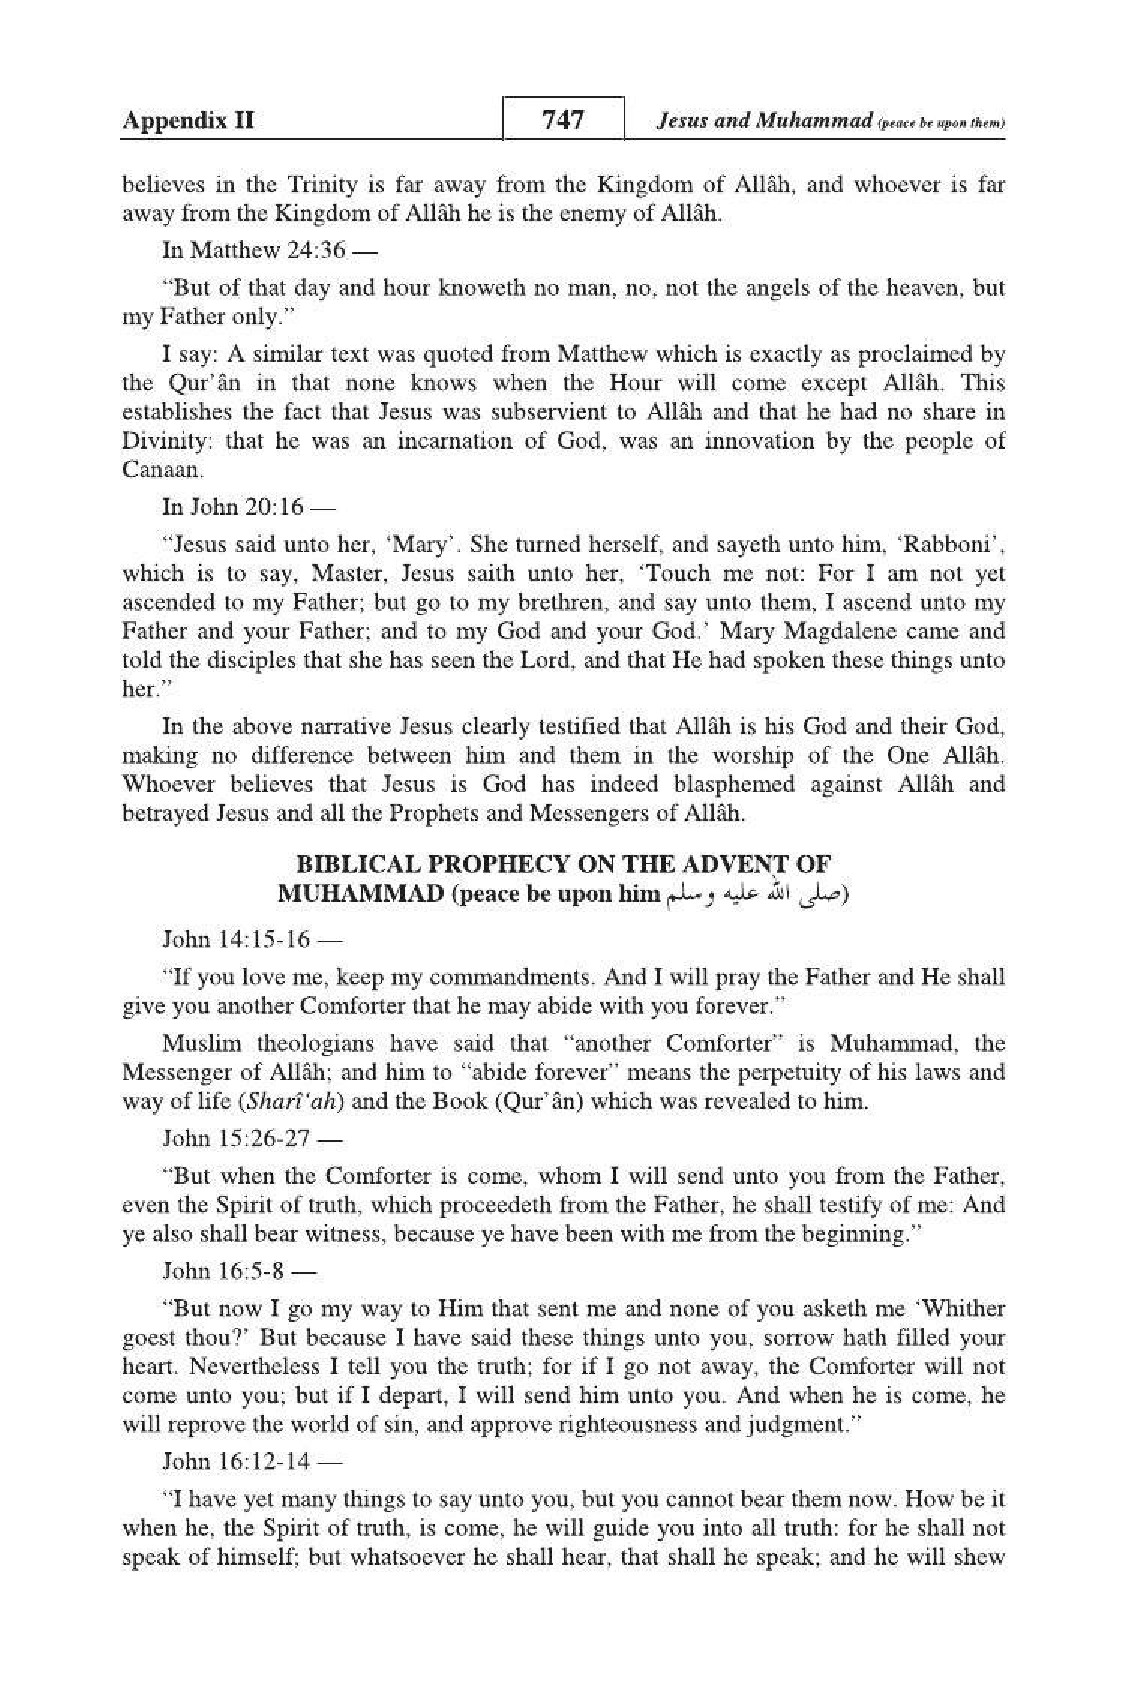 Appendix II 747 Jesus and Muhammad (peace be upon them)
believes in the Trinity is far away from the Kingdom of Allâh, and whoever is far
away from the Kingdom of Allâh he is the enemy of Allâh.
In Matthew 24:36 —
“But of that day and hour knoweth no man, no, not the angels of the heaven, but
my Father only.”
I say: A similar text was quoted from Matthew which is exactly as proclaimed by
the Qur’ân in that none knows when the Hour will come except Allâh. This
establishes the fact that Jesus was subservient to Allâh and that he had no share in
Divinity: that he was an incarnation of God, was an innovation by the people of
Canaan.
In John 20:16 —
“Jesus said unto her, ‘Mary’. She turned herself, and sayeth unto him, ‘Rabboni’,
which is to say, Master, Jesus saith unto her, ‘Touch me not: For I am not yet
ascended to my Father; but go to my brethren, and say unto them, I ascend unto my
Father and your Father; and to my God and your God.’ Mary Magdalene came and
told the disciples that she has seen the Lord, and that He had spoken these things unto
her.”
In the above narrative Jesus clearly testified that Allâh is his God and their God,
making no difference between him and them in the worship of the One Allâh.
Whoever believes that Jesus is God has indeed blasphemed against Allâh and
betrayed Jesus and all the Prophets and Messengers of Allâh.
BIBLICAL PROPHECY ON THE ADVENT OF
MUHAMMAD (peace be upon him صلى الله عليه وسلم)
John 14:15-16 —
“If you love me, keep my commandments. And I will pray the Father and He shall
give you another Comforter that he may abide with you forever.”
Muslim theologians have said that “another Comforter” is Muhammad, the
Messenger of Allâh; and him to “abide forever” means the perpetuity of his laws and
way of life (Sharî‘ah) and the Book (Qur’ân) which was revealed to him.
John 15:26-27 —
“But when the Comforter is come, whom I will send unto you from the Father,
even the Spirit of truth, which proceedeth from the Father, he shall testify of me: And
ye also shall bear witness, because ye have been with me from the beginning.”
John 16:5-8 —
“But now I go my way to Him that sent me and none of you asketh me ‘Whither
goest thou?’ But because I have said these things unto you, sorrow hath filled your
heart. Nevertheless I tell you the truth; for if I go not away, the Comforter will not
come unto you; but if I depart, I will send him unto you. And when he is come, he
will reprove the world of sin, and approve righteousness and judgment.”
John 16:12-14 —
“I have yet many things to say unto you, but you cannot bear them now. How be it
when he, the Spirit of truth, is come, he will guide you into all truth: for he shall not
speak of himself; but whatsoever he shall hear, that shall he speak; and he will shew